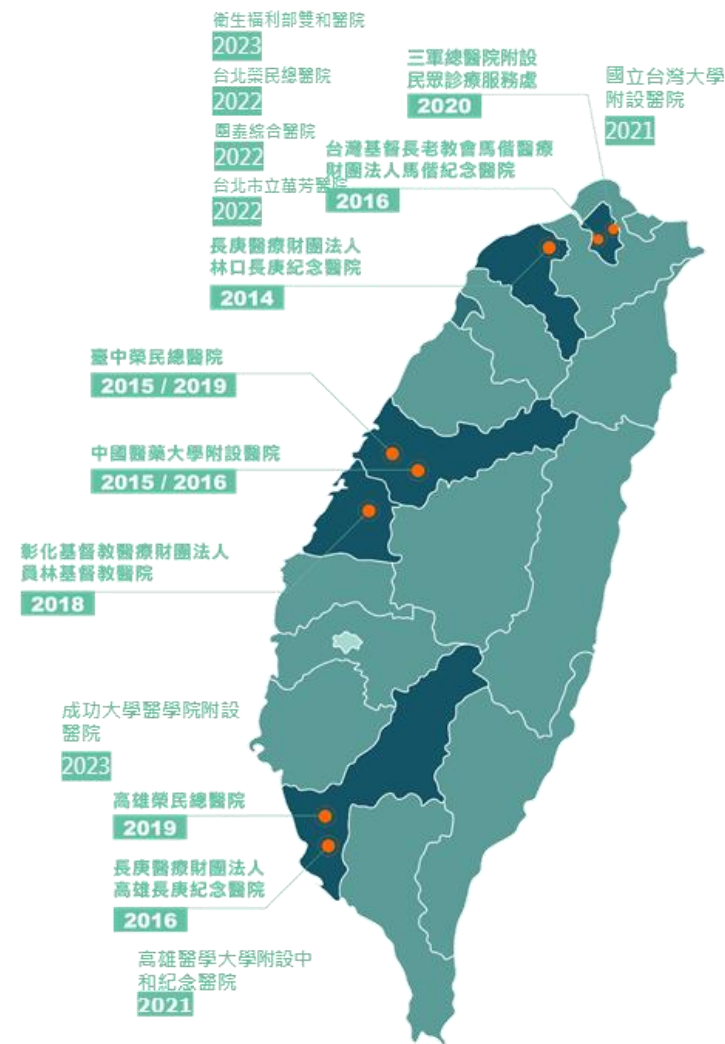 衛生福利部雙和醫院
2023
台北榮民總醫院
2022
國泰綜合醫院
2022
台北市立萬芳醫院
2022
三軍總醫院附設
民眾診療服務處
2020
國立台灣大學
附設醫院
2021
台灣基督長老教會馬偕醫療
財團法人馬偕紀念醫院
2016
長庚醫療財團法人
林口長庚紀念醫院
2014
臺中榮民總醫院
2015 / 2019
中國醫藥大學附設醫院
2015 / 2016
彰化基督教醫療財團法人
員林基督教醫院
2018
成功大學醫學院附設
醫院
2023
高雄榮民總醫院
2019
長庚醫療財團法人
高雄長庚紀念醫院
2016
高雄醫學大學附設中
和紀念醫院
2021